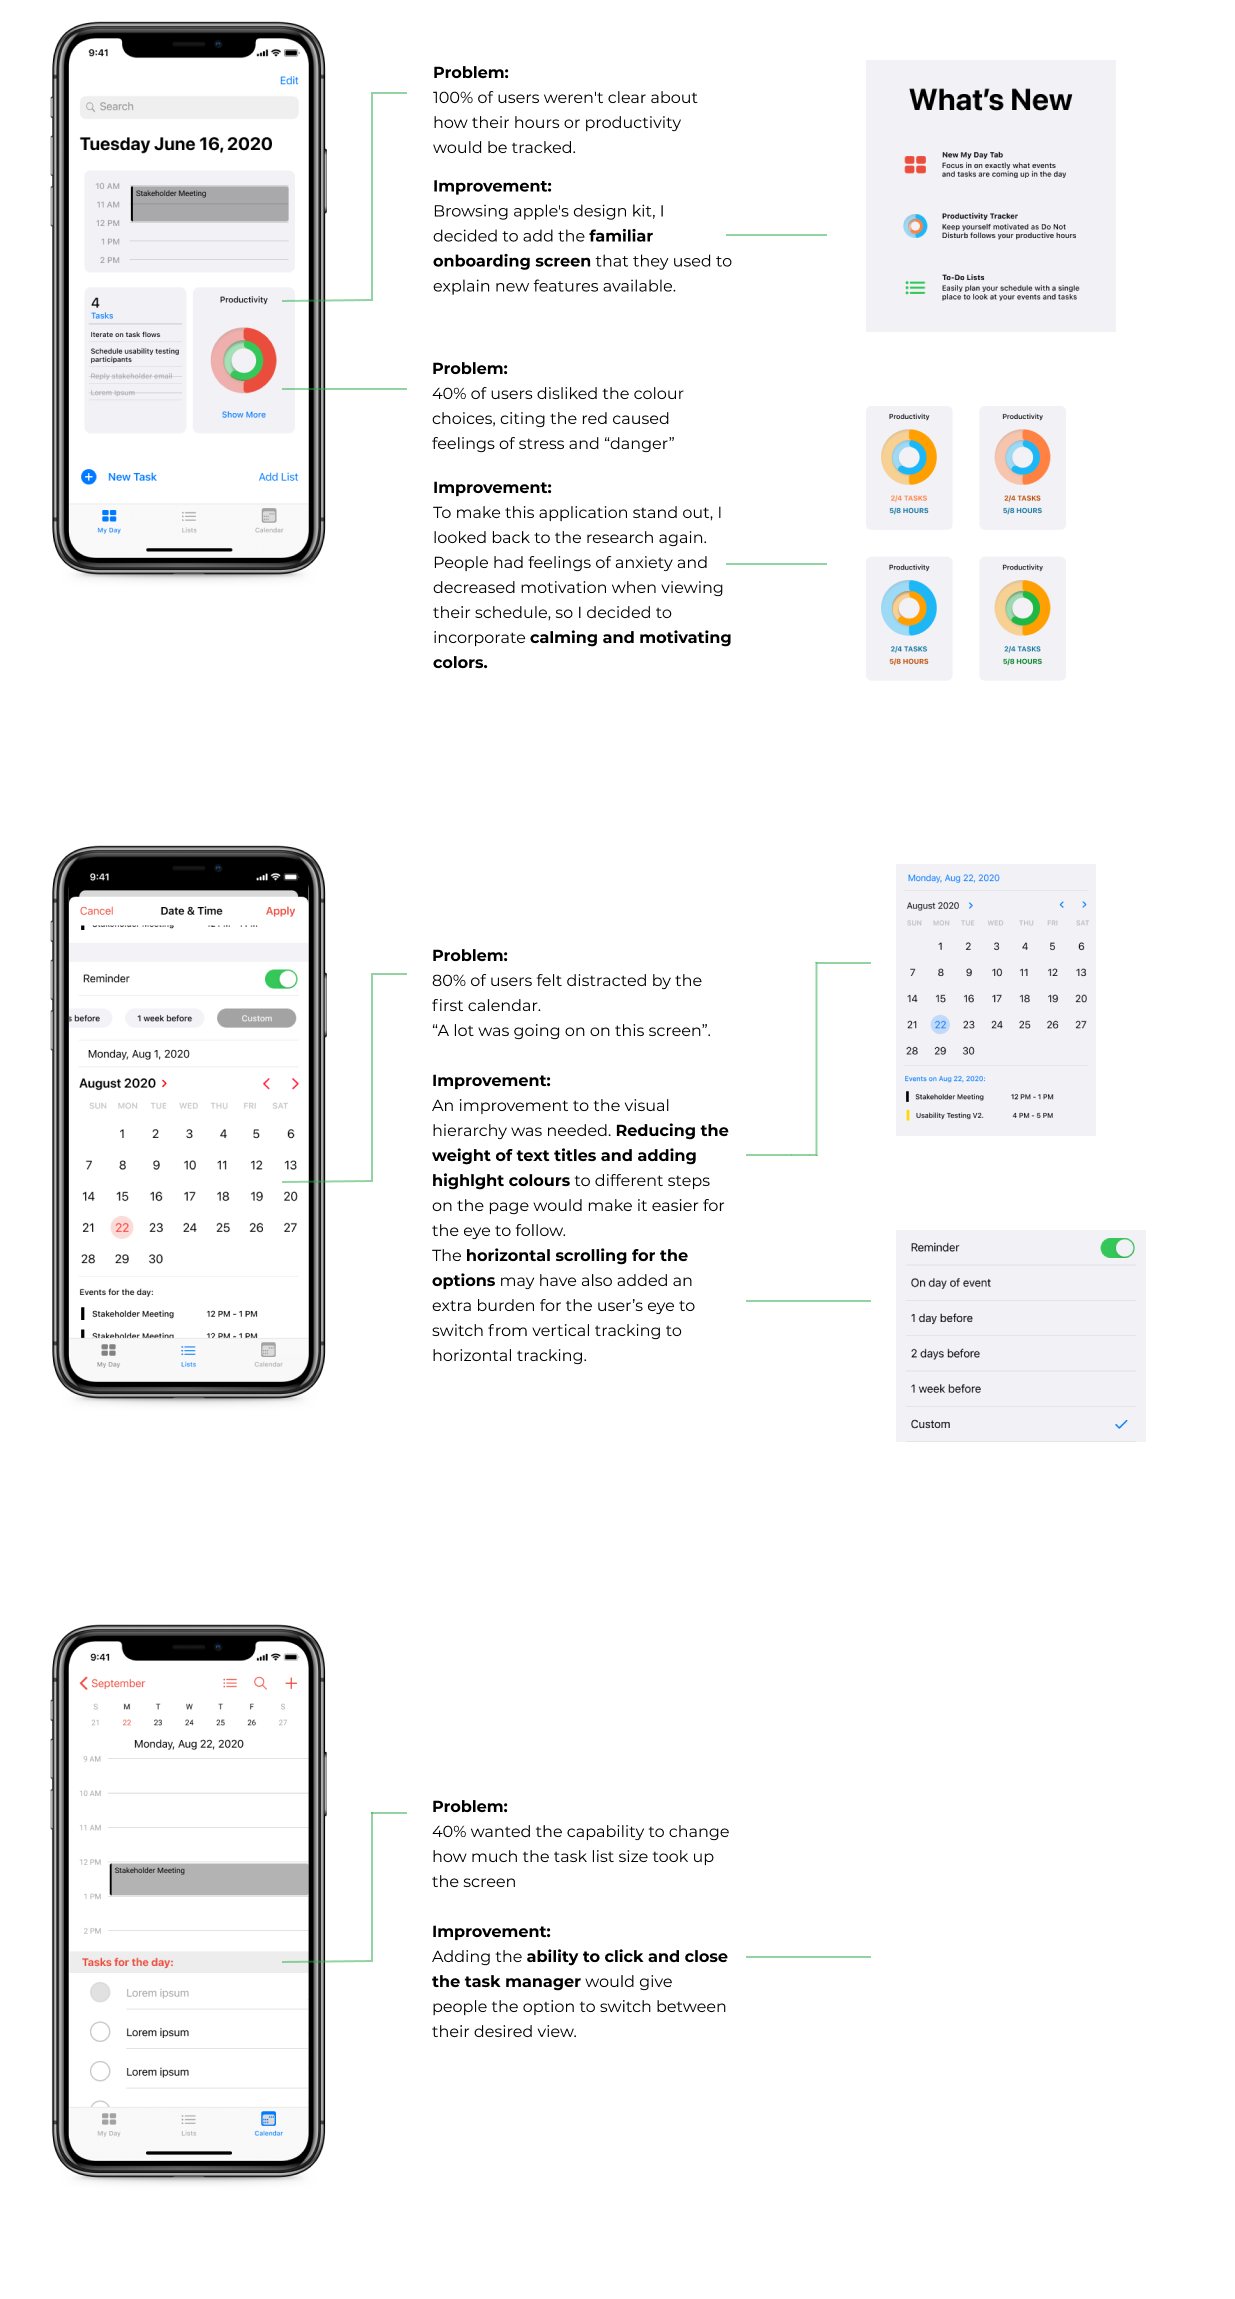 9:41
Edit
Search
Tuesday June 16, 2020
10 AM
Stakeholder Meeting
11 AM
12 PM
1 PM
2 PM
4
Tasks
Iterate on task flows
Schedule usability testing
participants
Reply stakeholder email
Lorem Ipsum
Productivity
Show More
New Task
Add List
My Day
Lists
Calendar
Problem:
100% of users weren't clear about
how their hours or productivity
would be tracked.
Improvement:
Browsing apple's design kit, I
decided to add the familiar
onboarding screen that they used to
explain new features available.
What's New
New My Day Tab
Focus in on exactly what events
and tasks are coming up in the day
Productivity Tracker
Keep yourself motivated as Do Not
Disturb follows your productive hours
To-Do Lists
Easily plan your schedule with a single
place to look at your events and tasks
Problem:
40% of users disliked the colour
choices, citing the red caused
feelings of stress and “danger”
Improvement:
To make this application stand out, I
looked back to the research again.
People had feelings of anxiety and
decreased motivation when viewing
their schedule, so I decided to
incorporate calming and motivating
colors.
Productivity
2/4 TASKS
5/8 HOURS
Productivity
2/4 TASKS
5/8 HOURS
Productivity
2/4 TASKS
5/8 HOURS
Productivity
2/4 TASKS
5/8 HOURS
9:41
Cancel
Date & Time
Apply
Stakeholder Meeting 12 PM - 1 PM
Reminder
s before
1 week before
Custom
Monday, Aug 1, 2020
August 2020
SUN MON TUE WED THU FRI SAT
1 2 3 4 5 6
7 8 9 10 11 12 13
14 15 16 17 18 19 20
21 22 23 24 25 26 27
28 29 30
Events for the day:
Stakeholder Meeting 12 PM - 1 PM
Stakeholder Meeting 12 PM - 1 PM
My Day
Lists
Calendar
Problem:
80% of users felt distracted by the
first calendar.
“A lot was going on on this screen”.
Improvement:
An improvement to the visual
hierarchy was needed. Reducing the
weight of text titles and adding
highlght colours to different steps
on the page would make it easier for
the eye to follow.
The horizontal scrolling for the
options may have also added an
extra burden for the user’s eye to
switch from vertical tracking to
horizontal tracking.
Monday, Aug 22, 2020
August 2020
SUN MON TUE WED THU FRI SAT
1 2 3 4 5 6
7 8 9 10 11 12 13
14 15 16 17 18 19 20
21 22 23 24 25 26 27
28 29 30
Events on Aug 22, 2020:
Stakeholder Meeting 12 PM - 1 PM
Usability Testing V2. 4 PM - 5 PM
Reminder
On day of event
1 day before
2 days before
1 week before
Custom
9:41
September
S M T W T F S
21 22 23 24 25 26 27
Monday, Aug 22, 2020
9 AM
10 AM
11 AM
12 PM
Stakeholder Meeting
1 PM
2 PM
Tasks for the day:
Lorem ipsum
Lorem ipsum
Lorem ipsum
My Day
Lists
Calendar
Problem:
40% wanted the capability to change
how much the task list size took up
the screen
Improvement:
Adding the ability to click and close
the task manager would give
people the option to switch between
their desired view.